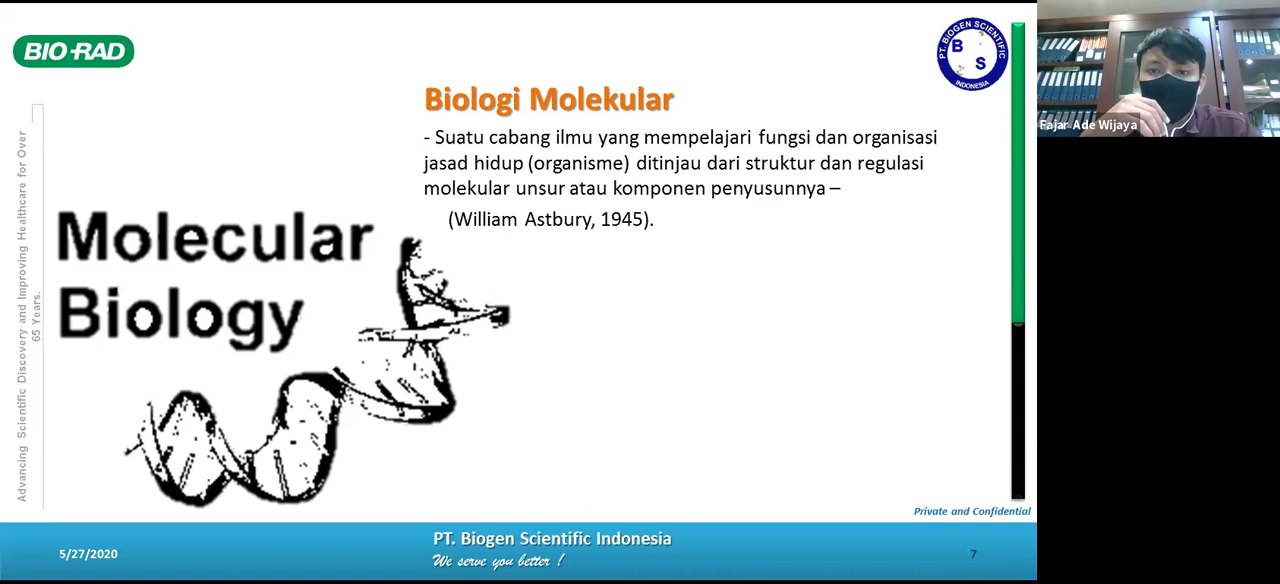 BIO-RAD
PT. BIOGEN SCIENTIFIC
B
S
INDONESIA
Fajar Ade Wijaya
Biologi Molekular
- Suatu cabang ilmu yang mempelajari fungsi dan organisasi
jasad hidup (organisme) ditinjau dari struktur dan regulasi
molekular unsur atau komponen penyusunnya –
(William Astbury, 1945).
Advancing Scientific Discovery and Improving Healthcare for Over
65 Years.
Molecular
Biology
Private and Confidential
5/27/2020
PT. Biogen Scientific Indonesia
We serve you better !
7